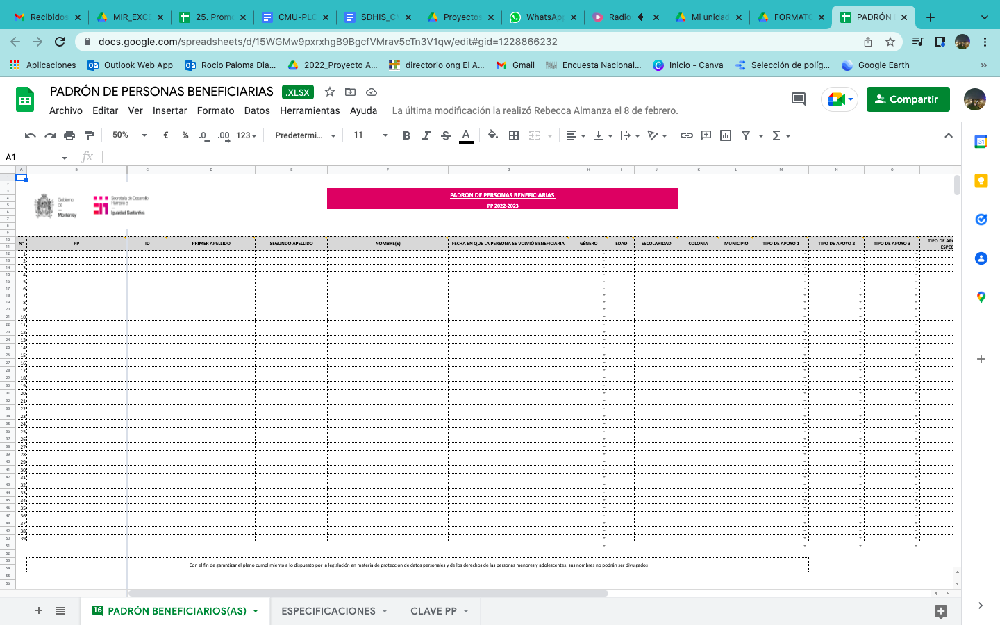 Recibidos MIR_EXCE 25. Prom CMU-PLC SDHIS_C Proyectos WhatsApp Radio Mi unidad FORMATO PADRÓN
docs.google.com/spreadsheets/d/15WGMw9pxrxhgB9BgcfVMrav5cTn3V1qw/edit#gid=1228866232
Aplicaciones Outlook Web App Rocio Paloma Dia... 2022_Proyecto A... directorio ong El A... Gmail Encuesta Nacional... Inicio - Canva Selección de políg... Google Earth »
PADRÓN DE PERSONAS BENEFICIARIAS .XLSX
Archivo Editar Ver Insertar Formato Datos Herramientas Ayuda La última modificación la realizó Rebecca Almanza el 8 de febrero.
Compartir
50% € % .0 .00 123 Predetermi... 11 B I S A
A1 fx
A B C D E F G H I J K L M N O
Gobierno de Monterrey
Secretaría de Desarrollo Humano e Igualdad Sustantiva
PADRÓN DE PERSONAS BENEFICIARIAS
PP 2022-2023
N° PP ID PRIMER APELLIDO SEGUNDO APELLIDO NOMBRE(S) FECHA EN QUE LA PERSONA SE VOLVIÓ BENEFICIARIA GÉNERO EDAD ESCOLARIDAD COLONIA MUNICIPIO TIPO DE APOYO 1 TIPO DE APOYO 2 TIPO DE APOYO 3 TIPO DE AP ESPEC
1
2
3
4
5
6
7
8
9
10
11
12
13
14
15
16
17
18
19
20
21
22
23
24
25
26
27
28
29
30
31
32
33
34
35
36
37
38
39
Con el fin de garantizar el pleno cumplimiento a lo dispuesto por la legislación en materia de proteccion de datos personales y de los derechos de las personas menores y adolescentes, sus nombres no podrán ser divulgados
16 PADRÓN BENEFICIARIOS(AS) ESPECIFICACIONES CLAVE PP